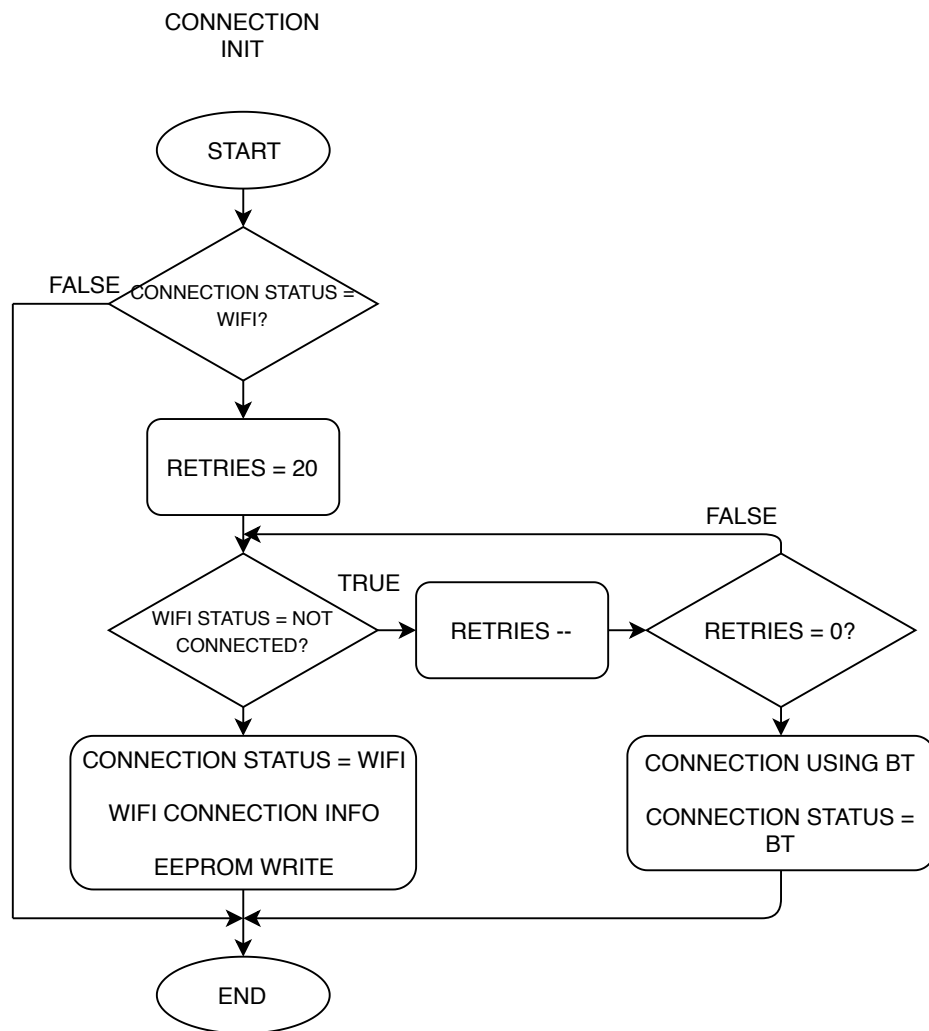 CONNECTION
INIT
START
FALSE
CONNECTION STATUS =
WIFI?
RETRIES = 20
FALSE
TRUE
WIFI STATUS = NOT
CONNECTED?
RETRIES --
RETRIES = 0?
CONNECTION STATUS = WIFI
WIFI CONNECTION INFO
EEPROM WRITE
CONNECTION USING BT
CONNECTION STATUS =
BT
END